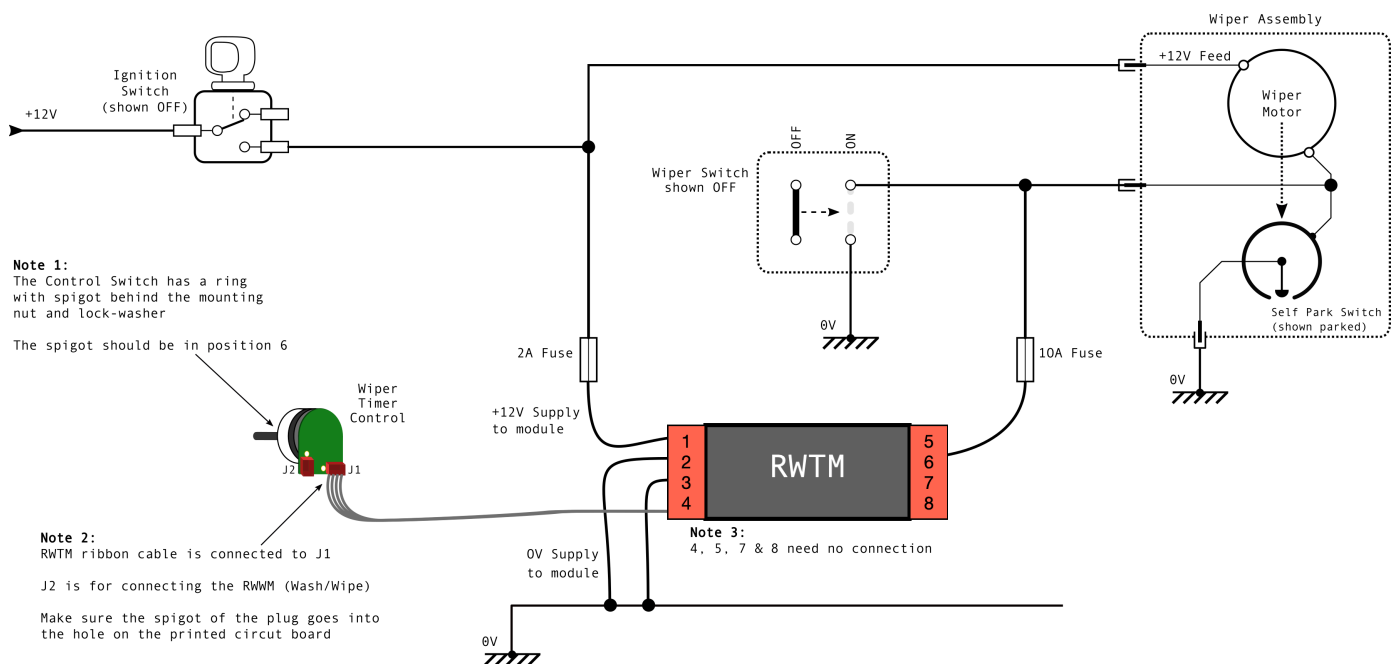 Wiper Assembly
+12V Feed
Wiper
Motor
Ignition
Switch
(shown OFF)
+12V
OFF
ON
Wiper Switch
shown OFF
Note 1:
The Control Switch has a ring
with spigot behind the mounting
nut and lock-washer
The spigot should be in position 6
Self Park Switch
(shown parked)
0V
0V
2A Fuse
10A Fuse
Wiper
Timer
Control
+12V Supply
to module
J2
J1
1
2
3
4
RWTM
5
6
7
8
Note 3:
4, 5, 7 & 8 need no connection
Note 2:
RWTM ribbon cable is connected to J1
J2 is for connecting the RWWM (Wash/Wipe)
Make sure the spigot of the plug goes into
the hole on the printed circut board
0V Supply
to module
0V